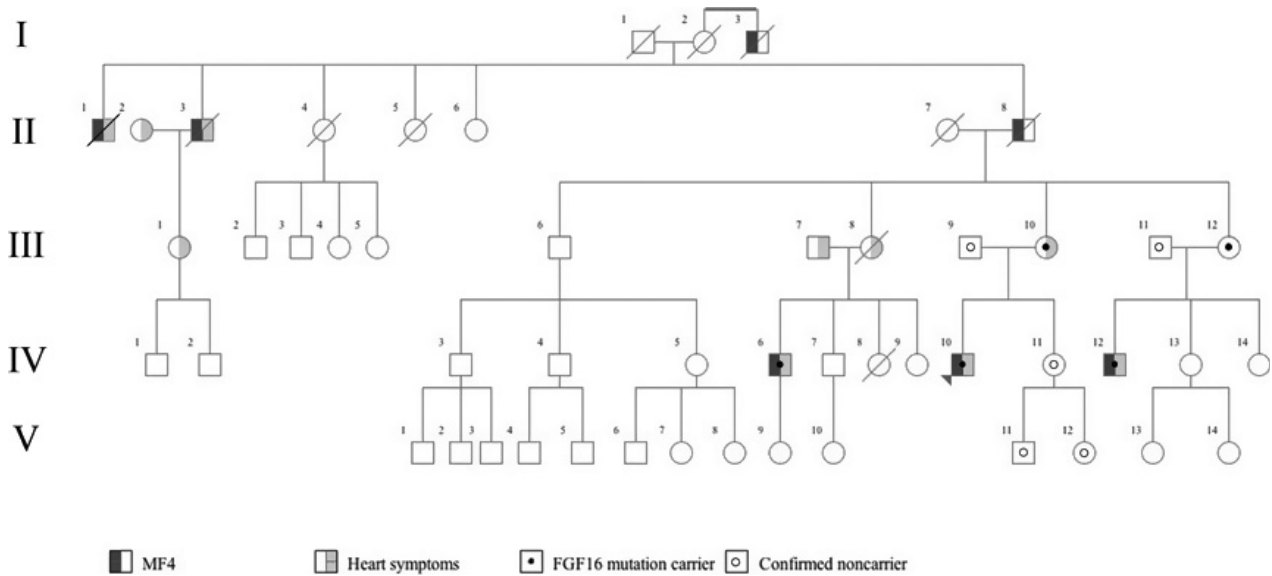 I
1 2 3
II
1 2 3 4 5 6 7 8
III
1 2 3 4 5 6 7 8 9 10 11 12
IV
1 2 3 4 5 6 7 8 9 10 11 12 13 14
V
1 2 3 4 5 6 7 8 9 10 11 12 13 14
MF4 Heart symptoms FGF16 mutation carrier Confirmed noncarrier